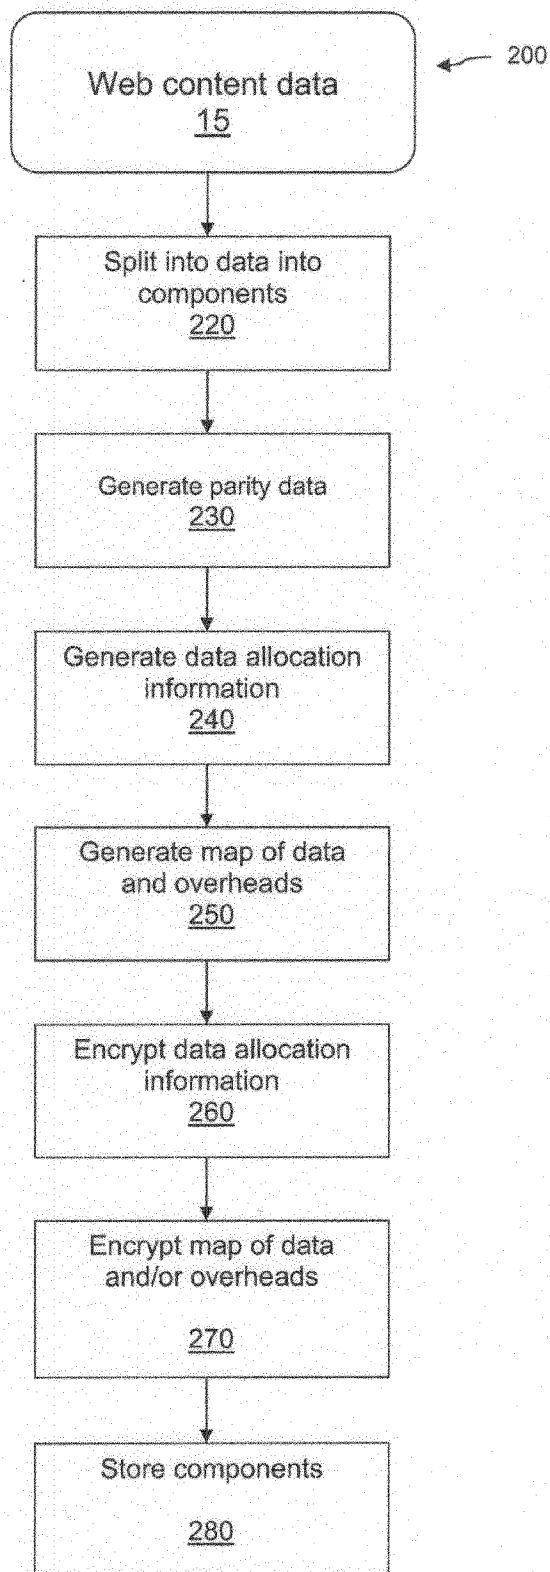 200
Web content data
15
Split into data into
components
220
Generate parity data
230
Generate data allocation
information
240
Generate map of data
and overheads
250
Encrypt data allocation
information
260
Encrypt map of data
and/or overheads
270
Store components
280